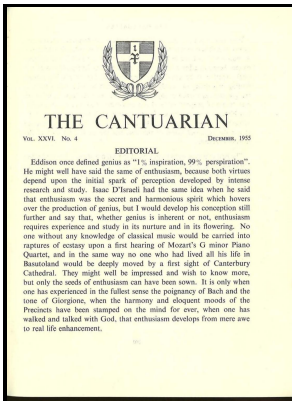 THE CANTUARIAN
VOL. XXVI. No. 4 DECEMBER, 1955
EDITORIAL
Eddison once defined genius as "1% inspiration, 99% perspiration".
He might well have said the same of enthusiasm, because both virtues
depend upon the initial spark of perception developed by intense
research and study. Isaac D'Israeli had the same idea when he said
that enthusiasm was the secret and harmonious spirit which hovers
over the production of genius, but I would develop his conception still
further and say that, whether genius is inherent or not, enthusiasm
requires experience and study in its nurture and in its flowering. No
one without any knowledge of classical music would be carried into
raptures of ecstasy upon a first hearing of Mozart's G minor Piano
Quartet, and in the same way no one who had lived all his life in
Basutoland would be deeply moved by a first sight of Canterbury
Cathedral. They might well be impressed and wish to know more,
but only the seeds of enthusiasm can have been sown. It is only when
one has experienced in the fullest sense the poignancy of Bach and the
tone of Giorgione, when the harmony and eloquent moods of the
Precincts have been stamped on the mind for ever, when one has
walked and talked with God, that enthusiasm develops from mere awe
to real life enhancement.